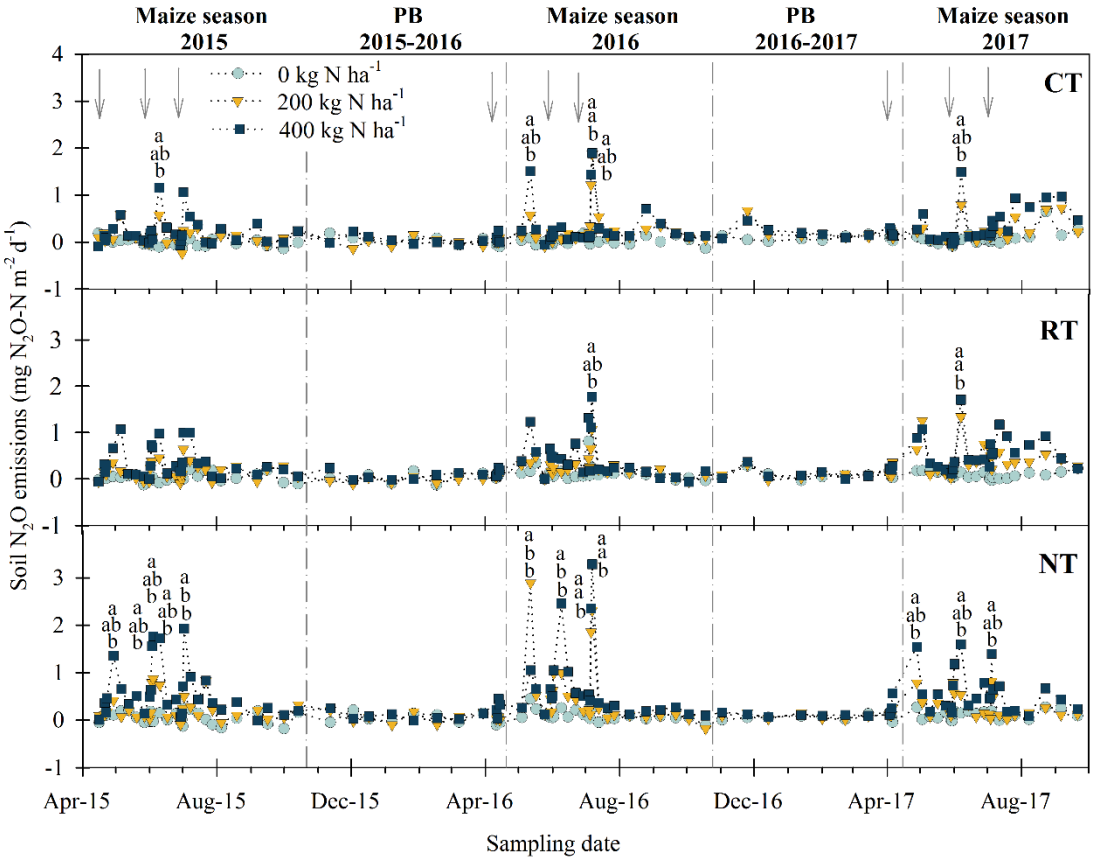 Maize season PB Maize season PB Maize season
2015 2015-2016 2016 2016-2017 2017
4
CT
0 kg N ha⁻¹
200 kg N ha⁻¹
400 kg N ha⁻¹
3
2
1
0
-1
a
ab
b
a
ab
b
a
b
a
ab
b
a
ab
b
RT
3
2
1
0
-1
a
ab
b
a
a
b
NT
3
2
1
0
-1
a
ab
b
a
ab
b
a
ab
b
a
ab
b
a
b
b
a
b
b
a
b
b
a
ab
b
a
a
b
a
ab
b
a
ab
b
a
ab
b
Soil N₂O emissions (mg N₂O-N m⁻² d⁻¹)
Apr-15 Aug-15 Dec-15 Apr-16 Aug-16 Dec-16 Apr-17 Aug-17
Sampling date